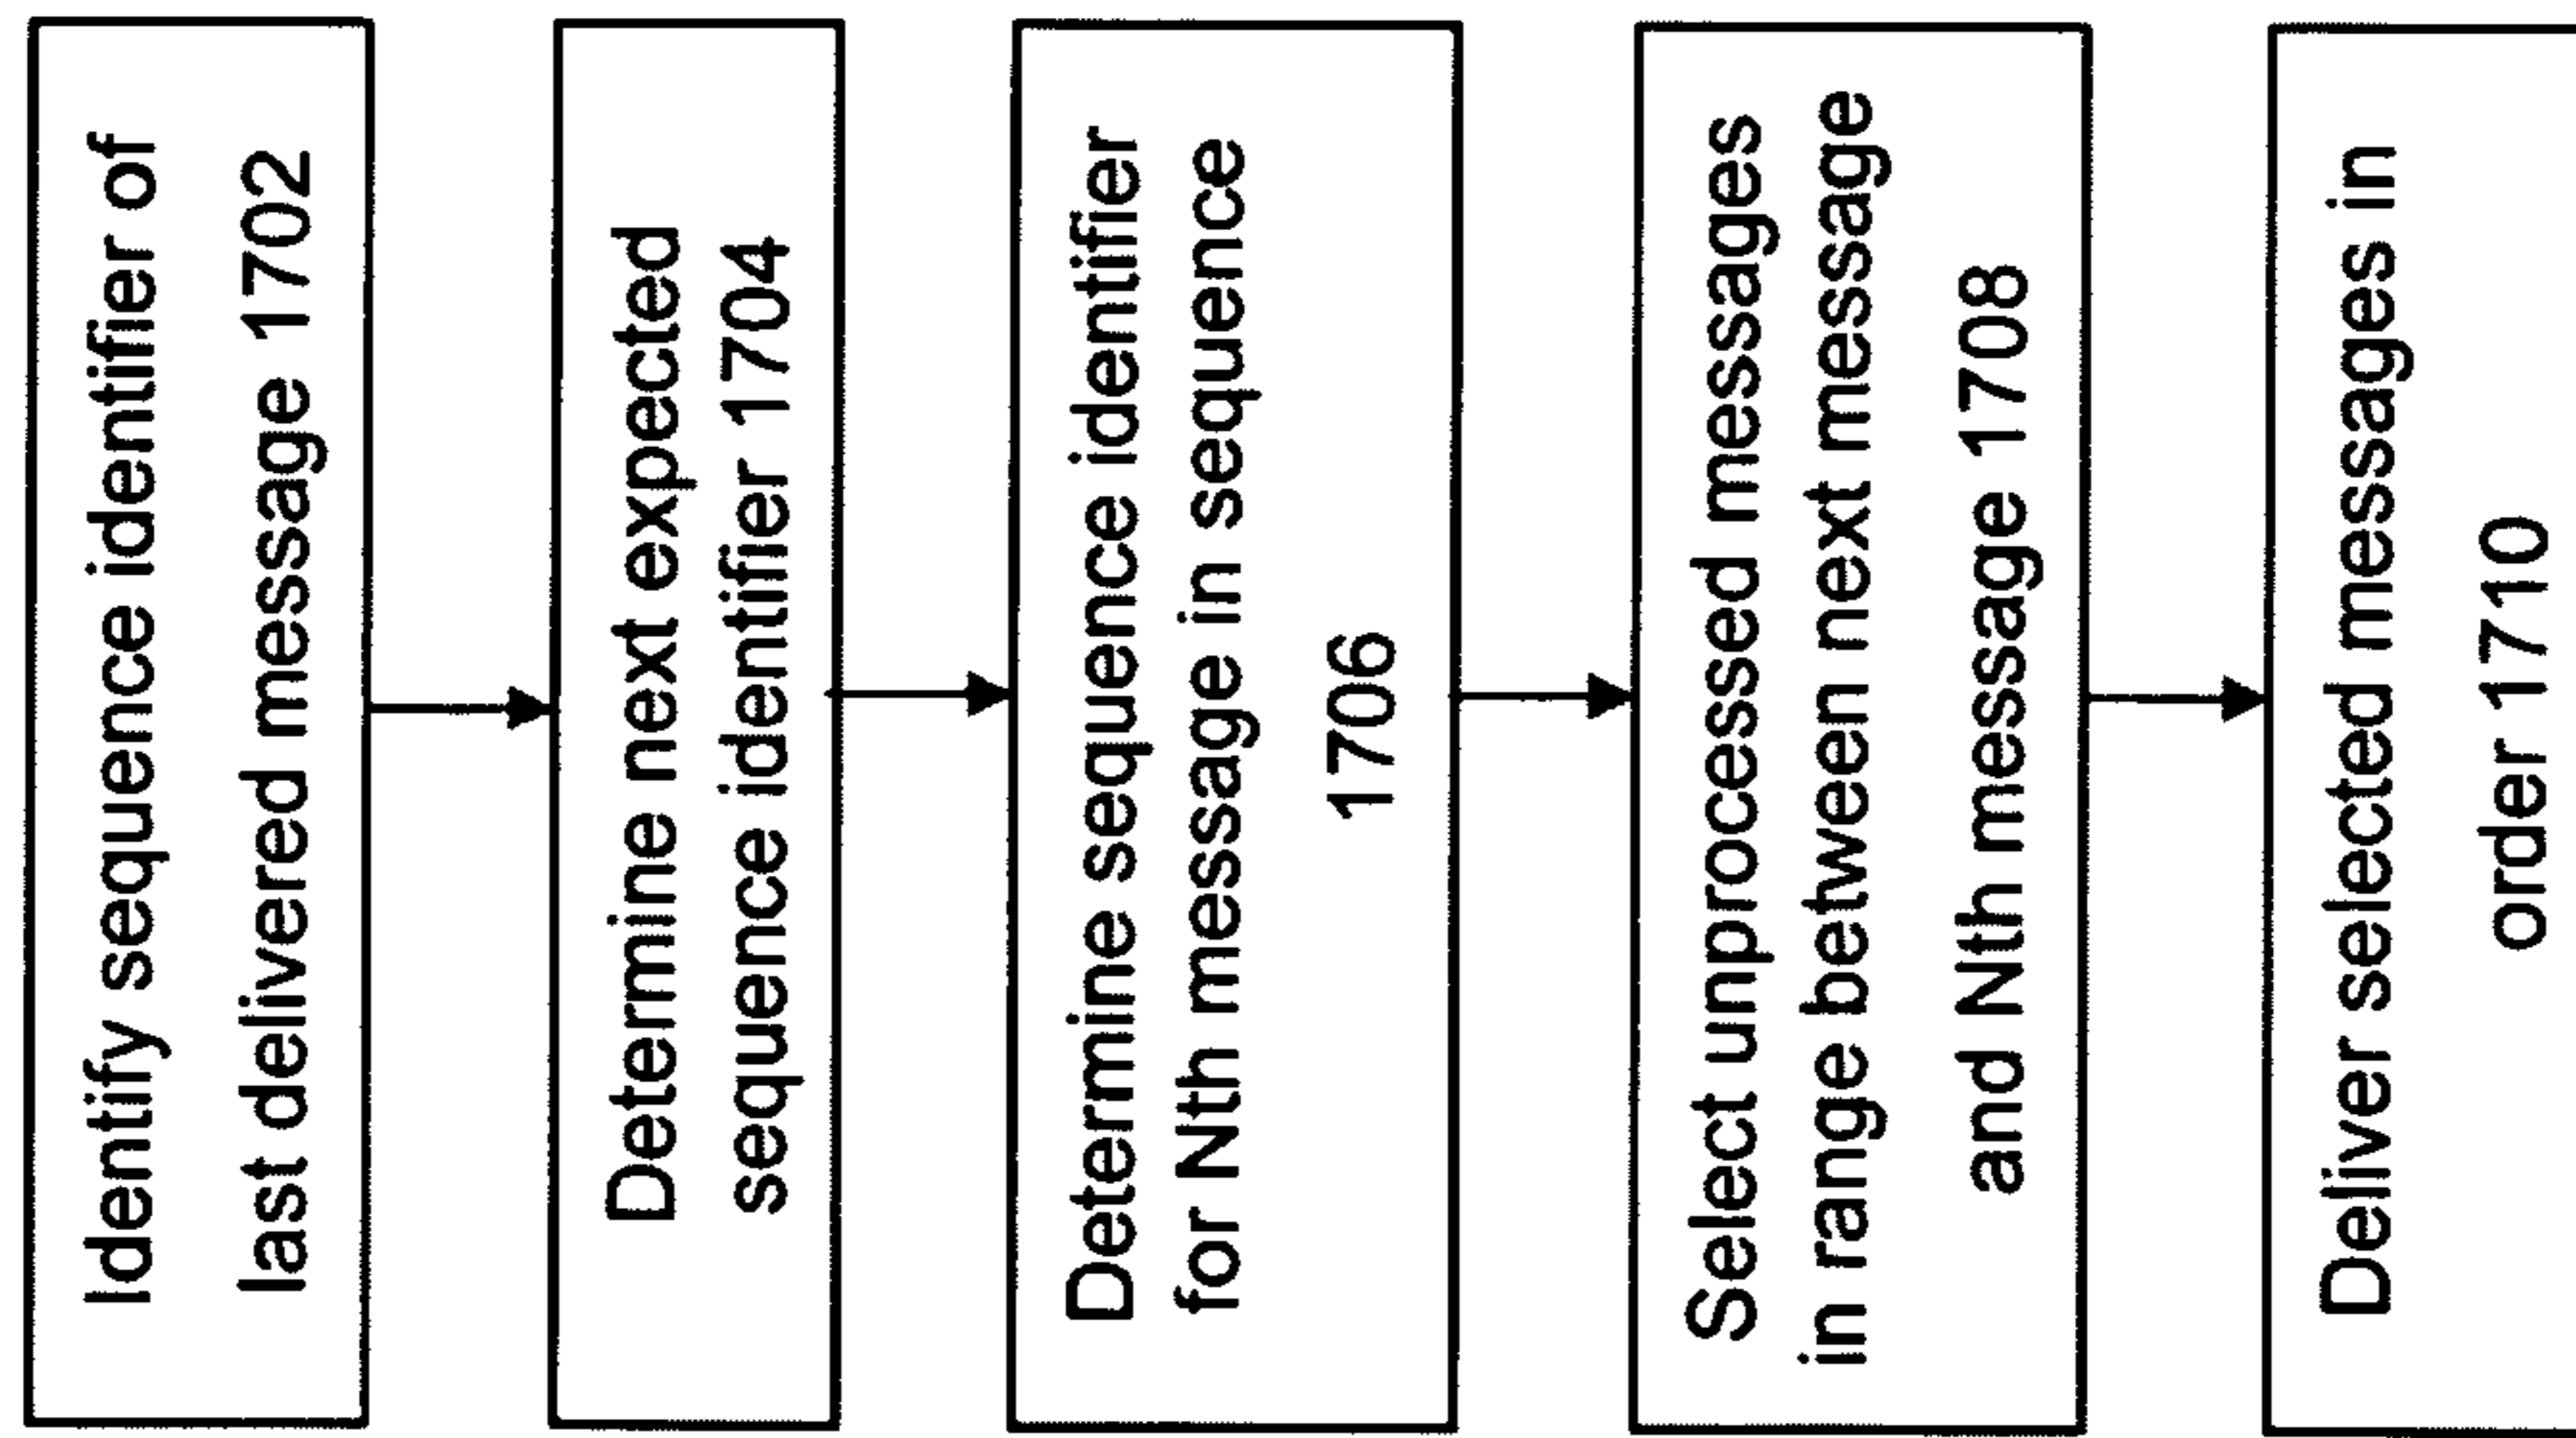 Identify sequence identifier of
last delivered message 1702
Determine next expected
sequence identifier 1704
Determine sequence identifier
for Nth message in sequence
1706
Select unprocessed messages
in range between next message
and Nth message 1708
Deliver selected messages in
order 1710